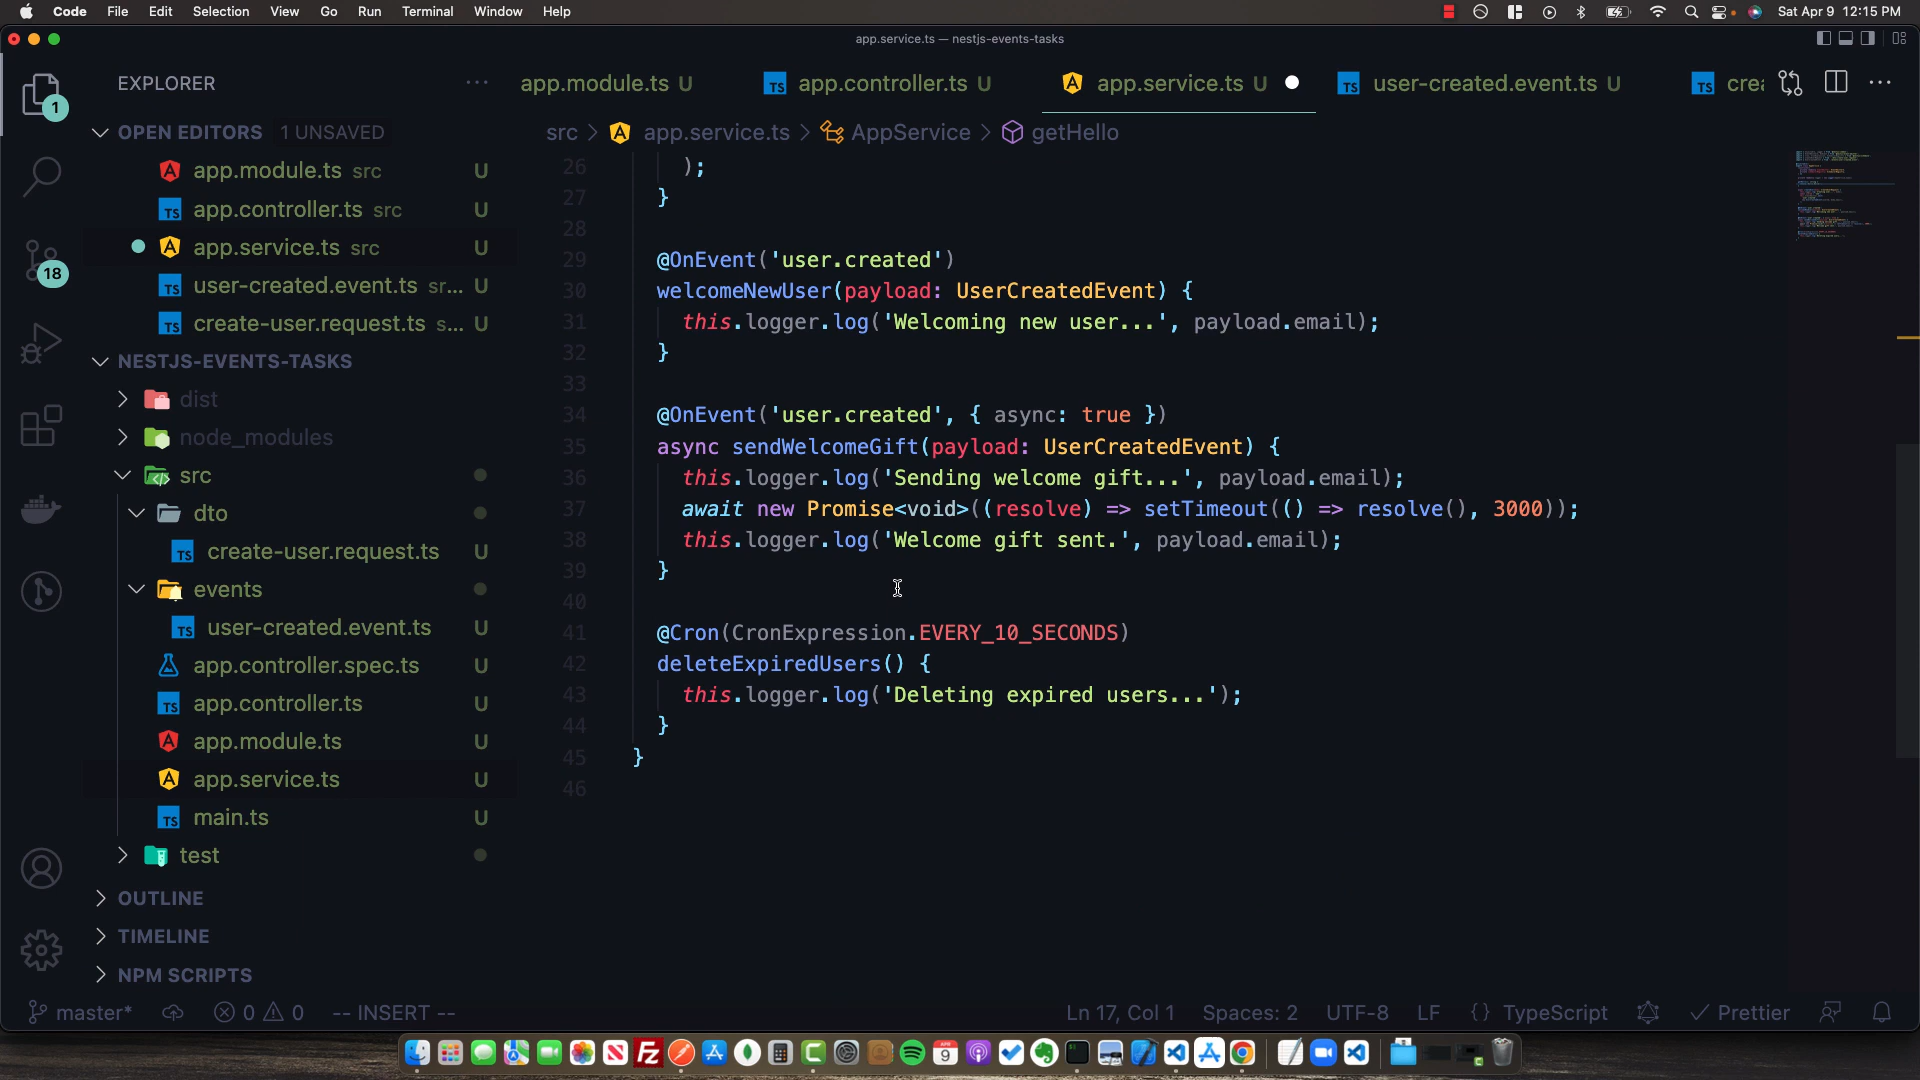 Code File Edit Selection View Go Run Terminal Window Help
Sat Apr 9 12:15 PM
app.service.ts — nestjs-events-tasks
EXPLORER
1
OPEN EDITORS 1 UNSAVED
app.module.ts src U
app.controller.ts src U
app.service.ts src U
user-created.event.ts sr... U
create-user.request.ts s... U
18
NESTJS-EVENTS-TASKS
dist
node_modules
src
dto
create-user.request.ts U
events
user-created.event.ts U
app.controller.spec.ts U
app.controller.ts U
app.module.ts U
app.service.ts U
main.ts U
test
OUTLINE
TIMELINE
NPM SCRIPTS
app.module.ts U
app.controller.ts U
app.service.ts U
user-created.event.ts U
crea
src > app.service.ts > AppService > getHello
26 );
27 }
28
29 @OnEvent('user.created')
30 welcomeNewUser(payload: UserCreatedEvent) {
31 this.logger.log('Welcoming new user...', payload.email);
32 }
33
34 @OnEvent('user.created', { async: true })
35 async sendWelcomeGift(payload: UserCreatedEvent) {
36 this.logger.log('Sending welcome gift...', payload.email);
37 await new Promise<void>((resolve) => setTimeout(() => resolve(), 3000));
38 this.logger.log('Welcome gift sent.', payload.email);
39 }
40
41 @Cron(CronExpression.EVERY_10_SECONDS)
42 deleteExpiredUsers() {
43 this.logger.log('Deleting expired users...');
44 }
45 }
46
master* 0 0 -- INSERT -- Ln 17, Col 1 Spaces: 2 UTF-8 LF {} TypeScript Prettier